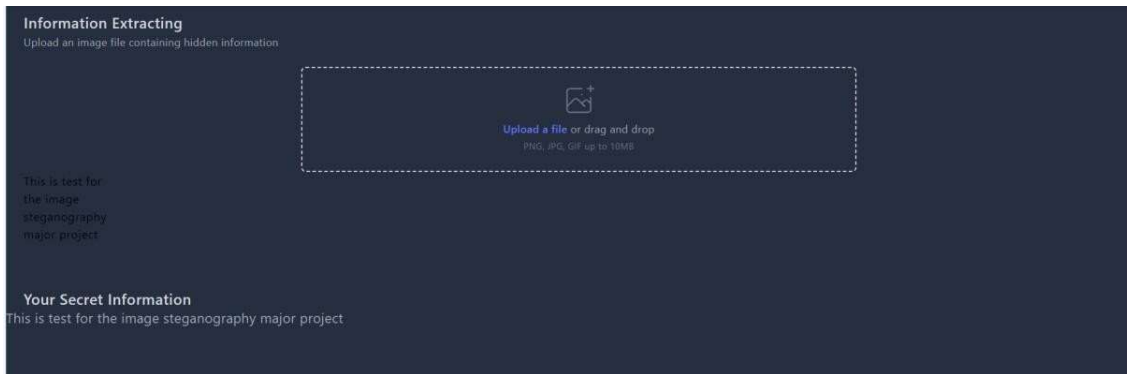 Information Extracting
Upload an image file containing hidden information
Upload a file or drag and drop
PNG, JPG, GIF up to 10MB
This is test for
the image
steganography
major project
Your Secret Information
This is test for the image steganography major project